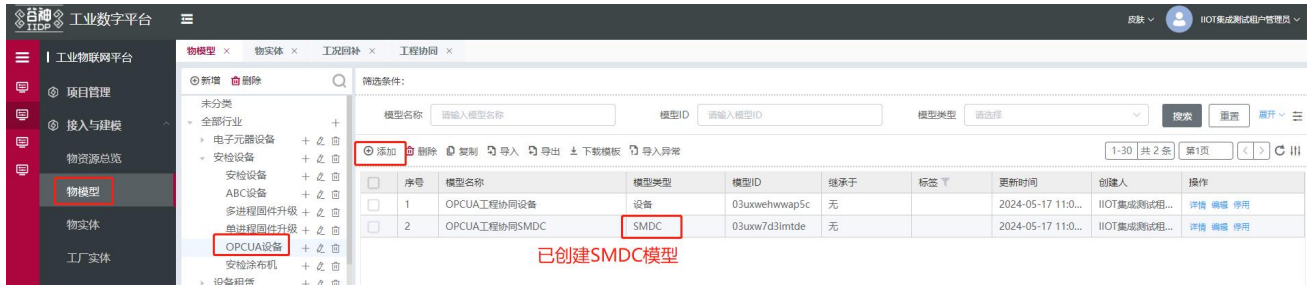 谷神 IIDP 工业数字平台
皮肤
IIOT集成测试租户管理员
工业物联网平台
项目管理
接入与建模
物资源总览
物模型
物实体
工厂实体
物模型 × 物实体 × 工况回补 × 工程协同 ×
新增 删除
未分类
全部行业
电子元器设备
安检设备
安检设备
ABC设备
多进程固件升级
单进程固件升级
OPCUA设备
安检涂布机
设备租赁
筛选条件:
模型名称 请输入模型名称 模型ID 请输入模型ID 模型类型 请选择 搜索 重置 展开
添加 删除 复制 导入 导出 下载模板 导入异常 1-30 共 2 条 第1页
序号 模型名称 模型类型 模型ID 继承于 标签 更新时间 创建人 操作
1 OPCUA工程协同设备 设备 03uxwehwwap5c 无 2024-05-17 11:0... IIOT集成测试租... 详情 编辑 停用
2 OPCUA工程协同SMDC SMDC 03uxw7d3imtde 无 2024-05-17 11:0... IIOT集成测试租... 详情 编辑 停用
已创建SMDC模型